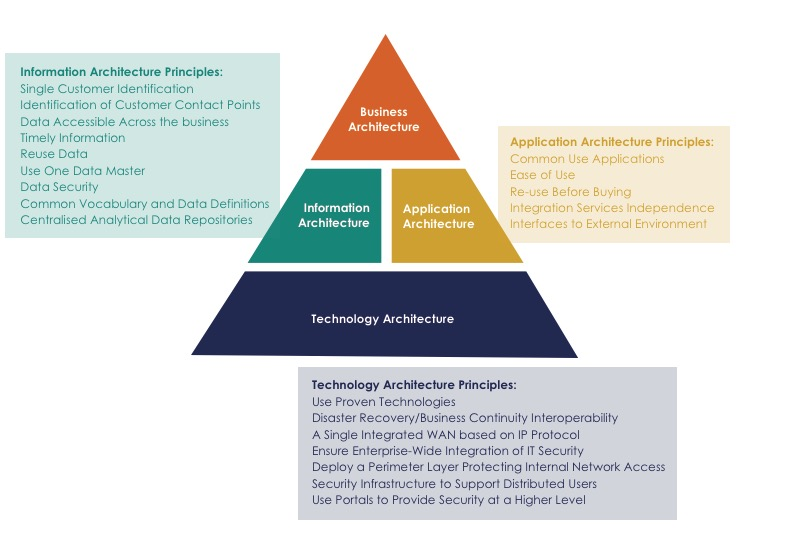 Information Architecture Principles:
Single Customer Identification
Identification of Customer Contact Points
Data Accessible Across the business
Timely Information
Reuse Data
Use One Data Master
Data Security
Common Vocabulary and Data Definitions
Centralised Analytical Data Repositories
Business
Architecture
Application Architecture Principles:
Common Use Applications
Ease of Use
Re-use Before Buying
Integration Services Independence
Interfaces to External Environment
Information
Architecture
Application
Architecture
Technology Architecture
Technology Architecture Principles:
Use Proven Technologies
Disaster Recovery/Business Continuity Interoperability
A Single Integrated WAN based on IP Protocol
Ensure Enterprise-Wide Integration of IT Security
Deploy a Perimeter Layer Protecting Internal Network Access
Security Infrastructure to Support Distributed Users
Use Portals to Provide Security at a Higher Level